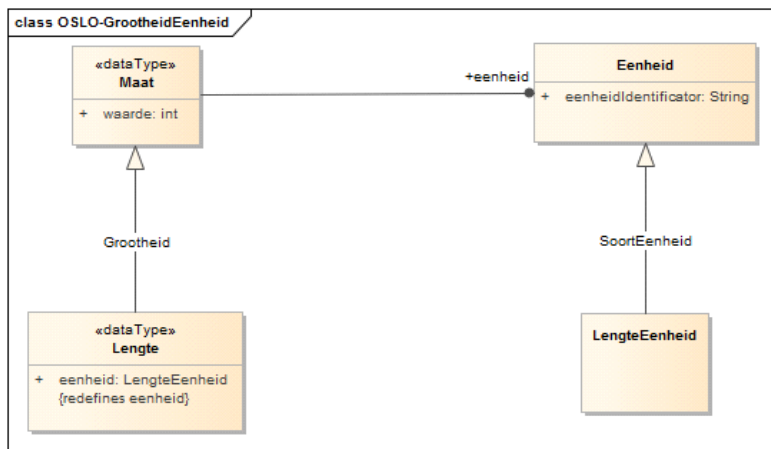 class OSLO-GrootheidEenheid
«dataType»
Maat
+ waarde: int
+eenheid
Eenheid
+ eenheidIdentificator: String
Grootheid
SoortEenheid
«dataType»
Lengte
+ eenheid: LengteEenheid
{redefines eenheid}
LengteEenheid